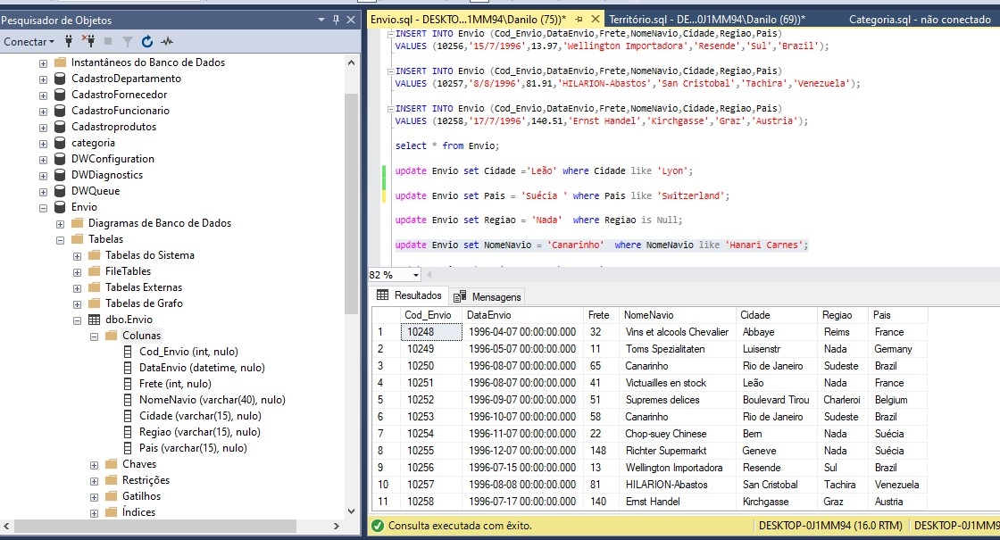 Pesquisador de Objetos
Conectar
Instantâneos do Banco de Dados
CadastroDepartamento
CadastroFornecedor
CadastroFuncionario
Cadastroprodutos
categoria
DWConfiguration
DWDiagnostics
DWQueue
Envio
Diagramas de Banco de Dados
Tabelas
Tabelas do Sistema
FileTables
Tabelas Externas
Tabelas de Grafo
dbo.Envio
Colunas
Cod_Envio (int, nulo)
DataEnvio (datetime, nulo)
Frete (int, nulo)
NomeNavio (varchar(40), nulo)
Cidade (varchar(15), nulo)
Regiao (varchar(15), nulo)
Pais (varchar(15), nulo)
Chaves
Restrições
Gatilhos
Índices
Envio.sql - DESKTO...1MM94\Danilo (75))* Território.sql - DE...0J1MM94\Danilo (69))* Categoria.sql - não conectado
INSERT INTO Envio (Cod_Envio,DataEnvio,Frete,NomeNavio,Cidade,Regiao,Pais)
VALUES (10256,'15/7/1996',13.97,'Wellington Importadora','Resende','Sul','Brazil');
INSERT INTO Envio (Cod_Envio,DataEnvio,Frete,NomeNavio,Cidade,Regiao,Pais)
VALUES (10257,'8/8/1996',81.91,'HILARION-Abastos','San Cristobal','Tachira','Venezuela');
INSERT INTO Envio (Cod_Envio,DataEnvio,Frete,NomeNavio,Cidade,Regiao,Pais)
VALUES (10258,'17/7/1996',140.51,'Ernst Handel','Kirchgasse','Graz','Austria');
select * from Envio;
update Envio set Cidade ='Leão' where Cidade like 'Lyon';
update Envio set Pais = 'Suécia ' where Pais like 'Switzerland';
update Envio set Regiao = 'Nada'  where Regiao is Null;
update Envio set NomeNavio = 'Canarinho'  where NomeNavio like 'Hanari Carnes';
82 %
Resultados Mensagens
Cod_Envio DataEnvio Frete NomeNavio Cidade Regiao Pais
1 10248 1996-04-07 00:00:00.000 32 Vins et alcools Chevalier Abbaye Reims France
2 10249 1996-05-07 00:00:00.000 11 Toms Spezialitaten Luisenstr Nada Germany
3 10250 1996-08-07 00:00:00.000 65 Canarinho Rio de Janeiro Sudeste Brazil
4 10251 1996-08-07 00:00:00.000 41 Victuailles en stock Leão Nada France
5 10252 1996-09-07 00:00:00.000 51 Supremes delices Boulevard Tirou Charleroi Belgium
6 10253 1996-10-07 00:00:00.000 58 Canarinho Rio de Janeiro Sudeste Brazil
7 10254 1996-11-07 00:00:00.000 22 Chop-suey Chinese Bern Nada Suécia
8 10255 1996-12-07 00:00:00.000 148 Richter Supermarkt Geneve Nada Suécia
9 10256 1996-07-15 00:00:00.000 13 Wellington Importadora Resende Sul Brazil
10 10257 1996-08-08 00:00:00.000 81 HILARION-Abastos San Cristobal Tachira Venezuela
11 10258 1996-07-17 00:00:00.000 140 Ernst Handel Kirchgasse Graz Austria
Consulta executada com êxito. DESKTOP-0J1MM94 (16.0 RTM) DESKTOP-0J1MM9